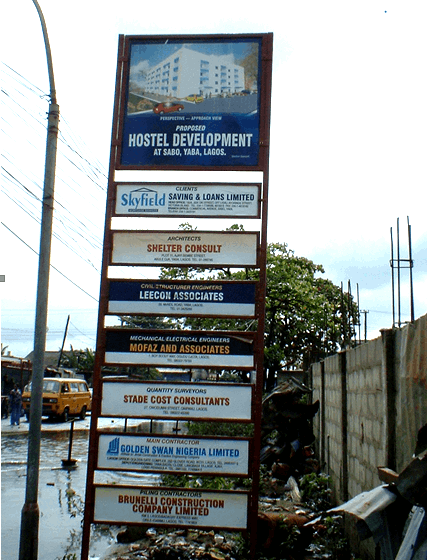 PERSPECTIVE - APPROACH VIEW
PROPOSED
HOSTEL DEVELOPMENT
AT SABO, YABA, LAGOS.
CLIENTS
Skyfield
SAVING & LOANS LIMITED
ARCHITECTS
SHELTER CONSULT
CIVIL/STRUCTURER ENGINEERS
LEECON ASSOCIATES
MECHANICAL/ELECTRICAL ENGINEERS
MOFAZ AND ASSOCIATES
QUANTITY SURVEYORS
STADE COST CONSULTANTS
MAIN CONTRACTOR
GOLDEN SWAN NIGERIA LIMITED
PILING CONTRACTORS
BRUNELLI CONSTRUCTION
COMPANY LIMITED